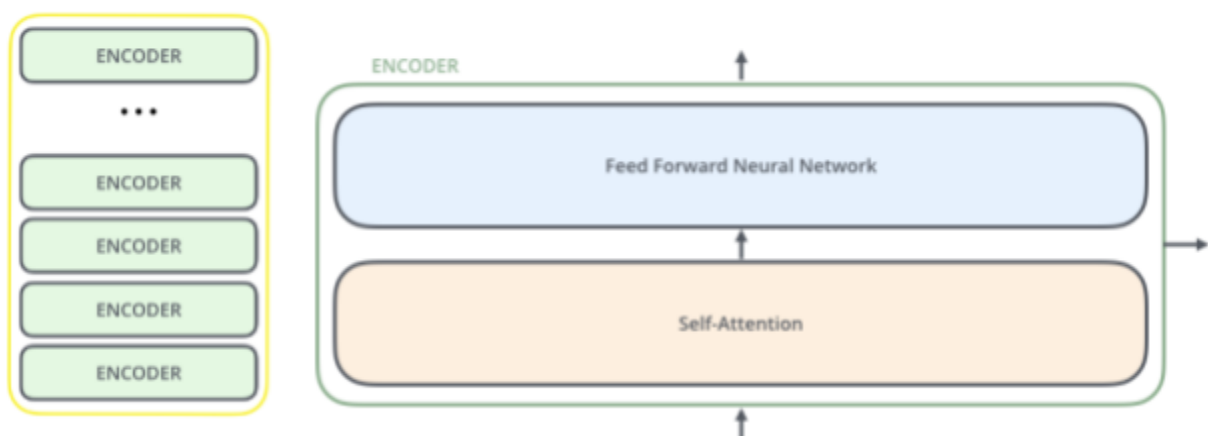 ENCODER
...
ENCODER
ENCODER
ENCODER
ENCODER
ENCODER
Feed Forward Neural Network
Self-Attention